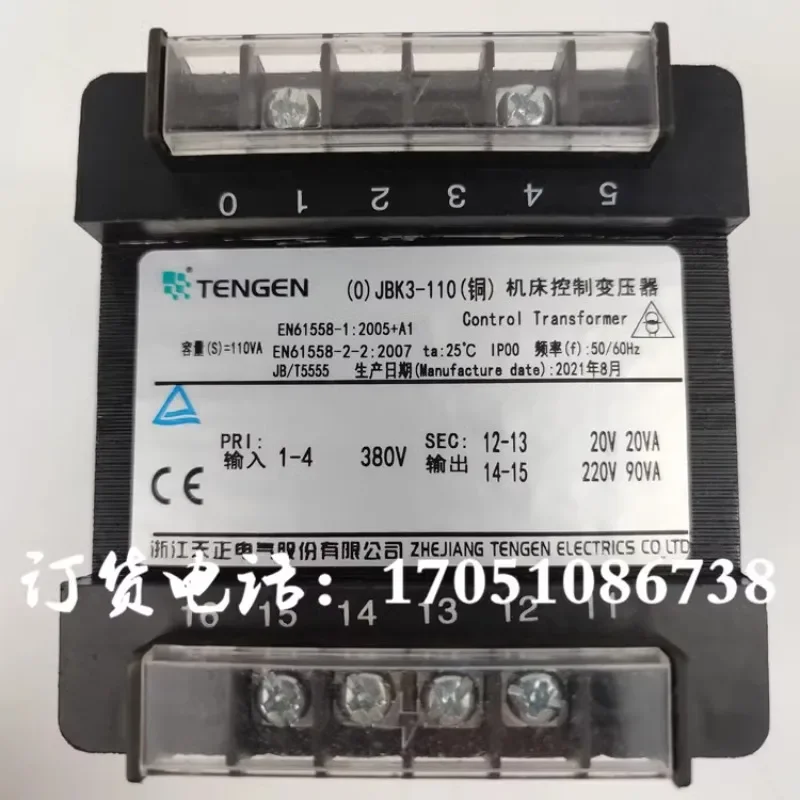 0 1 2 3 4 5
TENGEN
(0)JBK3-110(铜) 机床控制变压器
EN61558-1:2005+A1 Control Transformer
容量(S)=110VA EN61558-2-2:2007 ta:25℃ IP00 频率(f):50/60Hz
JB/T5555 生产日期(Manufacture date):2021年8月
PRI: 1-4 380V SEC: 12-13 20V 20VA
输入 输出 14-15 220V 90VA
CE
浙江天正电气股份有限公司 ZHEJIANG TENGEN ELECTRICS CO LTD
订货电话：17051086738
16 15 14 13 12 11